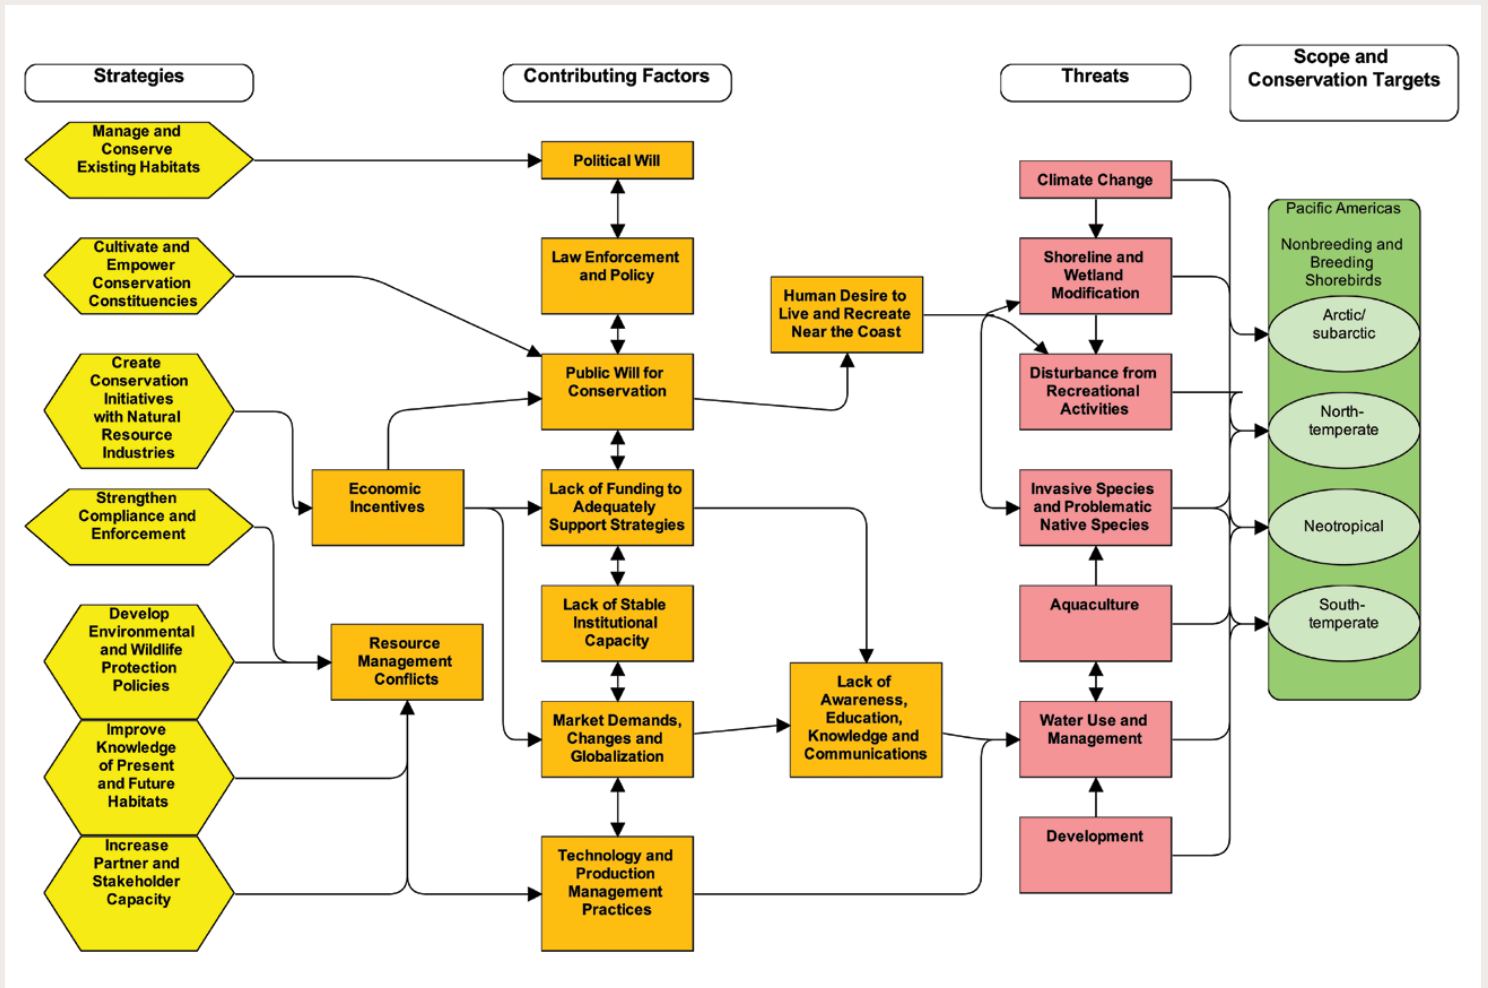 Strategies
Contributing Factors
Threats
Scope and
Conservation Targets
Manage and
Conserve
Existing Habitats
Cultivate and
Empower
Conservation
Constituencies
Create
Conservation
Initiatives
with Natural
Resource
Industries
Strengthen
Compliance and
Enforcement
Develop
Environmental
and Wildlife
Protection
Policies
Improve
Knowledge
of Present
and Future
Habitats
Increase
Partner and
Stakeholder
Capacity
Economic
Incentives
Resource
Management
Conflicts
Political Will
Law Enforcement
and Policy
Public Will for
Conservation
Lack of Funding to
Adequately
Support Strategies
Lack of Stable
Institutional
Capacity
Market Demands,
Changes and
Globalization
Technology and
Production
Management
Practices
Human Desire to
Live and Recreate
Near the Coast
Lack of
Awareness,
Education,
Knowledge and
Communications
Climate Change
Shoreline and
Wetland
Modification
Disturbance from
Recreational
Activities
Invasive Species
and Problematic
Native Species
Aquaculture
Water Use and
Management
Development
Pacific Americas
Nonbreeding and
Breeding
Shorebirds
Arctic/
subarctic
North-
temperate
Neotropical
South-
temperate